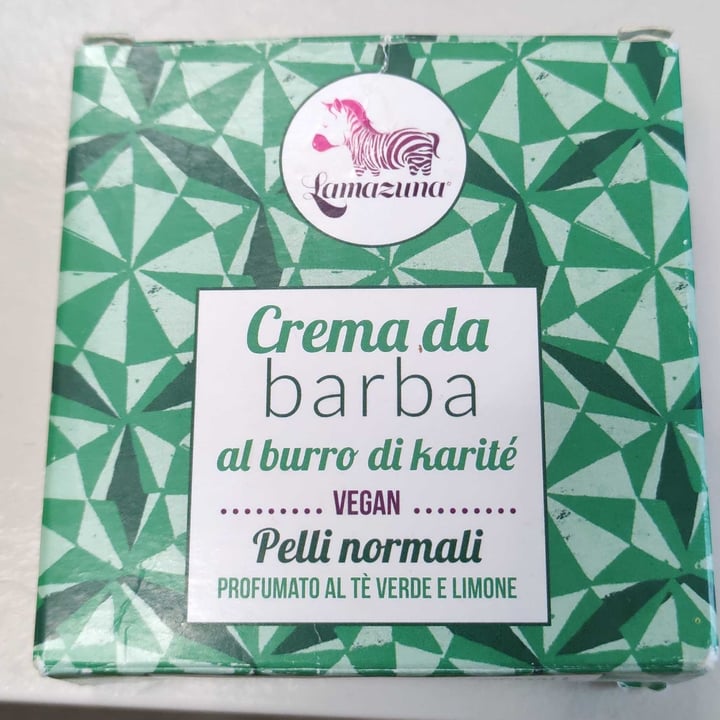 Lamazuna
Crema da
barba
al burro di karité
......... VEGAN .........
Pelli normali
PROFUMATO AL TÈ VERDE E LIMONE